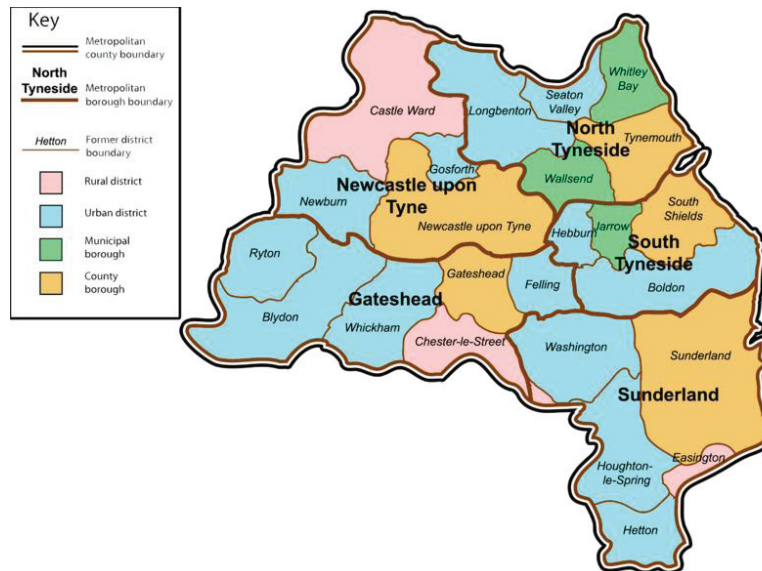 Key
Metropolitan
county boundary
North
Tyneside
Metropolitan
borough boundary
Hetton
Former district
boundary
Rural district
Urban district
Municipal
borough
County
borough
Whitley
Bay
Seaton
Valley
Castle Ward
Longbenton
North
Tyneside
Tynemouth
Gosforth
Wallsend
Newburn
Newcastle upon
Tyne
Newcastle upon Tyne
South
Shields
Hebburn
Jarrow
South
Tyneside
Ryton
Gateshead
Felling
Boldon
Gateshead
Blydon
Whickham
Chester-le-Street
Washington
Sunderland
Sunderland
Easington
Houghton-
le-Spring
Hetton